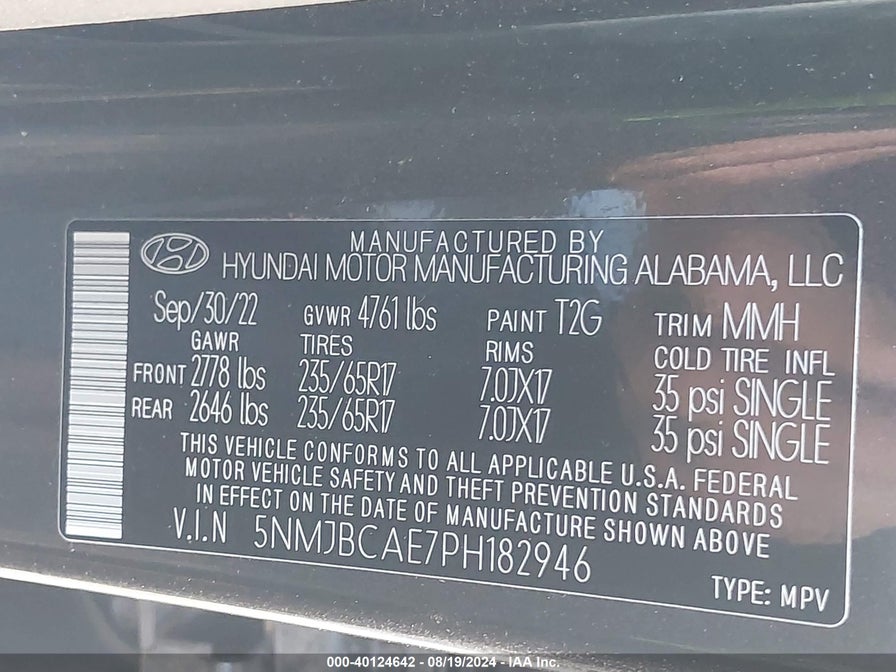 MANUFACTURED BY
HYUNDAI MOTOR MANUFACTURING ALABAMA, LLC
Sep/30/22 GVWR 4761 lbs PAINT T2G TRIM MMH
GAWR TIRES RIMS COLD TIRE INFL
FRONT 2778 lbs 235/65R17 7.0JX17 35 psi SINGLE
REAR 2646 lbs 235/65R17 7.0JX17 35 psi SINGLE
THIS VEHICLE CONFORMS TO ALL APPLICABLE U.S.A. FEDERAL
MOTOR VEHICLE SAFETY AND THEFT PREVENTION STANDARDS
IN EFFECT ON THE DATE OF MANUFACTURE SHOWN ABOVE
V.I.N 5NMJBCAE7PH182946
TYPE: MPV
000-40124642 - 08/19/2024 - IAA Inc.